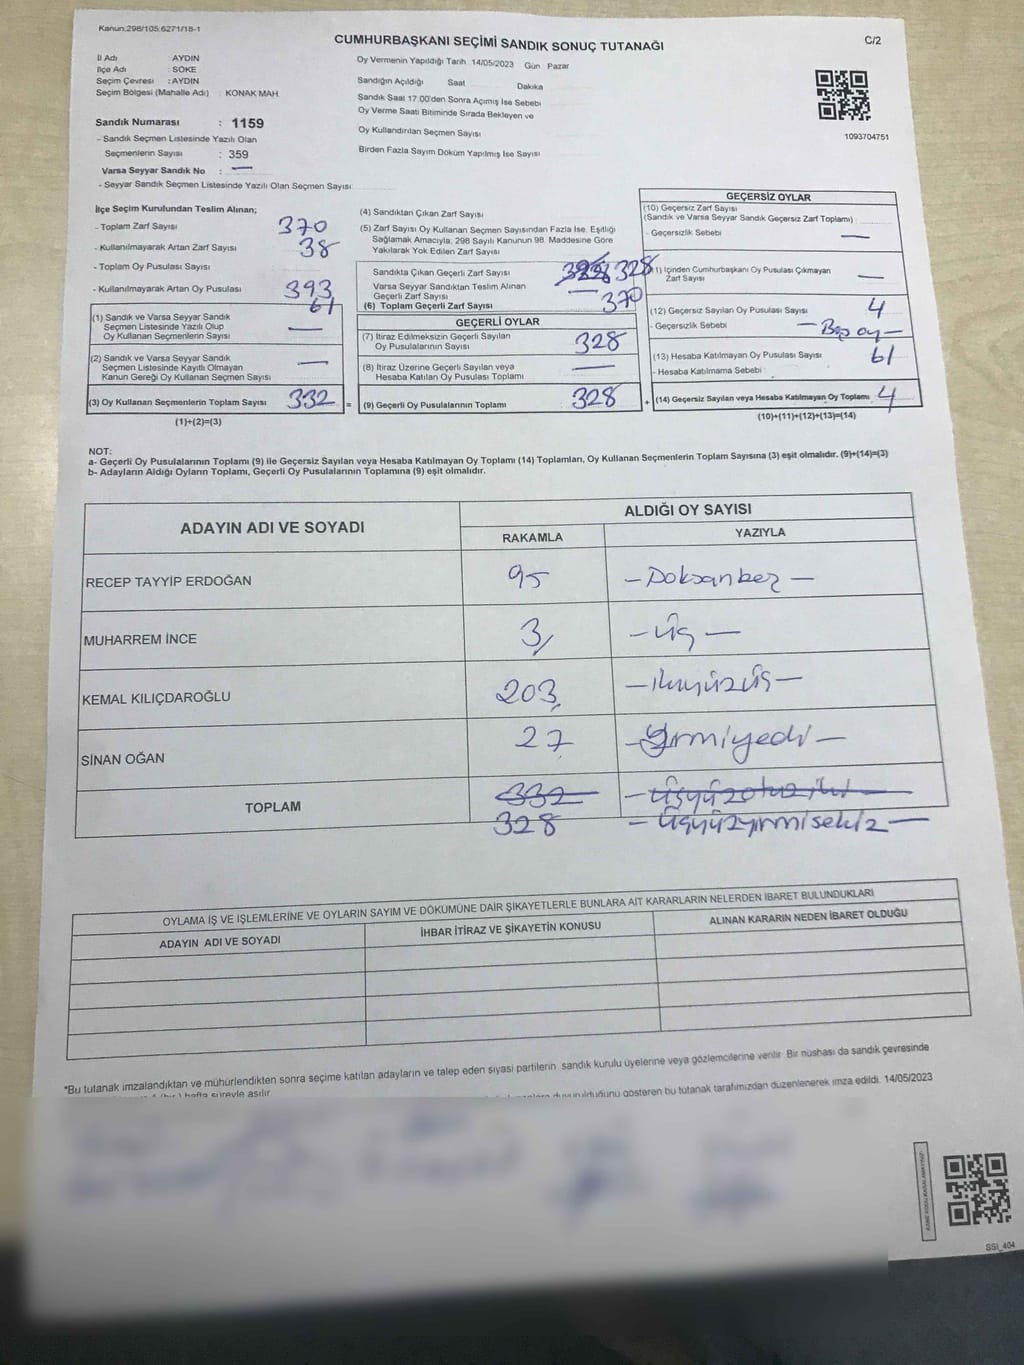 Kanun:298/105;6271/18-1
CUMHURBAŞKANI SEÇİMİ SANDIK SONUÇ TUTANAĞI
C/2
İl Adı : AYDIN
İlçe Adı : SÖKE
Seçim Çevresi : AYDIN
Seçim Bölgesi (Mahalle Adı) : KONAK MAH.
Sandık Numarası : 1159
- Sandık Seçmen Listesinde Yazılı Olan
Seçmenlerin Sayısı : 359
Varsa Seyyar Sandık No : —
- Seyyar Sandık Seçmen Listesinde Yazılı Olan Seçmen Sayısı:
Oy Vermenin Yapıldığı Tarih 14/05/2023 Gün Pazar
Sandığın Açıldığı Saat Dakika
Sandık Saat 17:00'den Sonra Açımış İse Sebebi
Oy Verme Saati Bitiminde Sırada Bekleyen ve
Oy Kullandırılan Seçmen Sayısı
Birden Fazla Sayım Döküm Yapılmış İse Sayısı
1093704751
İlçe Seçim Kurulundan Teslim Alınan;
- Toplam Zarf Sayısı 370
- Kullanılmayarak Artan Zarf Sayısı 38
- Toplam Oy Pusulası Sayısı
- Kullanılmayarak Artan Oy Pusulası 393
61
(1) Sandık ve Varsa Seyyar Sandık
Seçmen Listesinde Yazılı Olup
Oy Kullanan Seçmenlerin Sayısı —
(2) Sandık ve Varsa Seyyar Sandık
Seçmen Listesinde Kayıtlı Olmayan
Kanun Gereği Oy Kullanan Seçmen Sayısı —
(3) Oy Kullanan Seçmenlerin Toplam Sayısı 332 =
(1)+(2)=(3)
(4) Sandıktan Çıkan Zarf Sayısı
(5) Zarf Sayısı Oy Kullanan Seçmen Sayısından Fazla İse, Eşitliği
Sağlamak Amacıyla, 298 Sayılı Kanunun 98. Maddesine Göre
Yakılarak Yok Edilen Zarf Sayısı
Sandıkta Çıkan Geçerli Zarf Sayısı 328
Varsa Seyyar Sandıktan Teslim Alınan
Geçerli Zarf Sayısı —
(6) Toplam Geçerli Zarf Sayısı 370
GEÇERLİ OYLAR
(7) İtiraz Edilmeksizin Geçerli Sayılan
Oy Pusulalarının Sayısı 328
(8) İtiraz Üzerine Geçerli Sayılan veya
Hesaba Katılan Oy Pusulası Toplamı —
(9) Geçerli Oy Pusulalarının Toplamı 328 +
GEÇERSİZ OYLAR
(10) Geçersiz Zarf Sayısı
(Sandık ve Varsa Seyyar Sandık Geçersiz Zarf Toplamı)
- Geçersizlik Sebebi : —
(11) İçinden Cumhurbaşkanı Oy Pusulası Çıkmayan
Zarf Sayısı —
(12) Geçersiz Sayılan Oy Pusulası Sayısı 4
- Geçersizlik Sebebi — Boş oy —
(13) Hesaba Katılmayan Oy Pusulası Sayısı 61
- Hesaba Katılmama Sebebi :
(14) Geçersiz Sayılan veya Hesaba Katılmayan Oy Toplamı 4
(10)+(11)+(12)+(13)=(14)
NOT:
a- Geçerli Oy Pusulalarının Toplamı (9) ile Geçersiz Sayılan veya Hesaba Katılmayan Oy Toplamı (14) Toplamları, Oy Kullanan Seçmenlerin Toplam Sayısına (3) eşit olmalıdır. (9)+(14)=(3)
b- Adayların Aldığı Oyların Toplamı, Geçerli Oy Pusulalarının Toplamına (9) eşit olmalıdır.
ADAYIN ADI VE SOYADI
ALDIĞI OY SAYISI
RAKAMLA YAZIYLA
RECEP TAYYİP ERDOĞAN 95 — Doksanbeş —
MUHARREM İNCE 3 — üç —
KEMAL KILIÇDAROĞLU 203 — ikiyüzüç —
SİNAN OĞAN 27 — yirmiyedi —
TOPLAM 332 — üçyüzotuziki —
328 — üçyüzyirmisekiz —
OYLAMA İŞ VE İŞLEMLERİNE VE OYLARIN SAYIM VE DÖKÜMÜNE DAİR ŞİKAYETLERLE BUNLARA AİT KARARLARIN NELERDEN İBARET BULUNDUKLARI
ADAYIN ADI VE SOYADI
İHBAR İTİRAZ VE ŞİKAYETİN KONUSU
ALINAN KARARIN NEDEN İBARET OLDUĞU
*Bu tutanak imzalandıktan ve mühürlendikten sonra seçime katılan adayların ve talep eden siyasi partilerin sandık kurulu üyelerine veya gözlemcilerine verilir. Bir nüshası da sandık çevresinde
hafta süreyle asılır
duyurulduğunu gösteren bu tutanak tarafımızdan düzenlenerek imza edildi. 14/05/2023
SSI_404